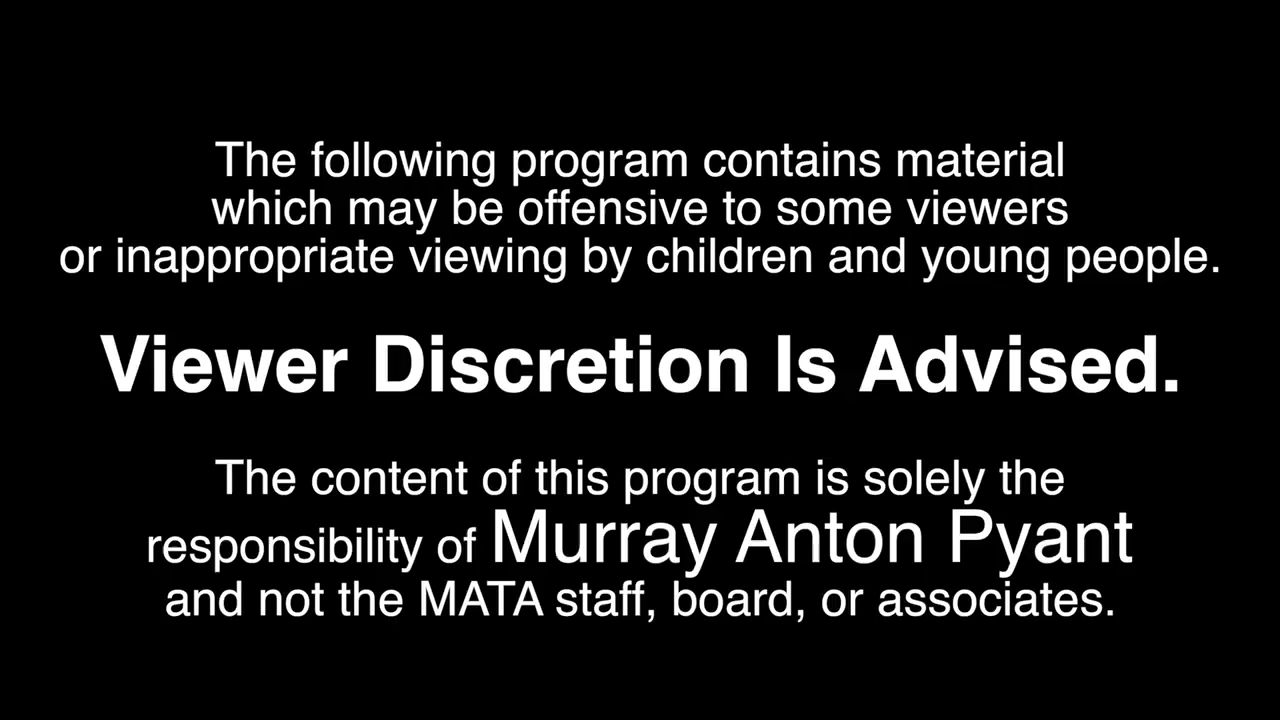 The following program contains material
which may be offensive to some viewers
or inappropriate viewing by children and young people.
Viewer Discretion Is Advised.
The content of this program is solely the
responsibility of Murray Anton Pyant
and not the MATA staff, board, or associates.